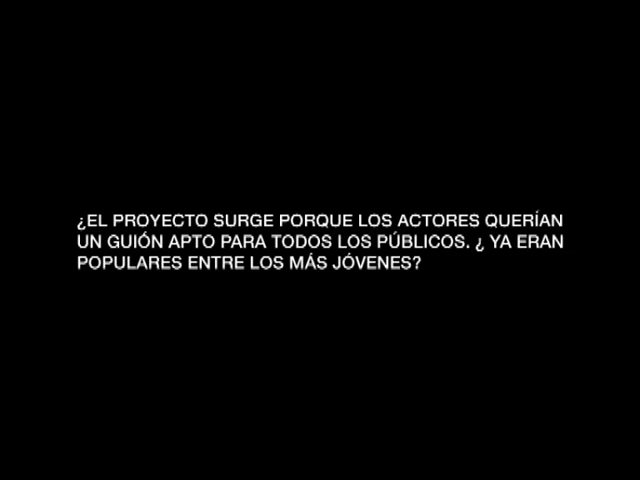 ¿EL PROYECTO SURGE PORQUE LOS ACTORES QUERÍAN
UN GUIÓN APTO PARA TODOS LOS PÚBLICOS. ¿ YA ERAN
POPULARES ENTRE LOS MÁS JÓVENES?